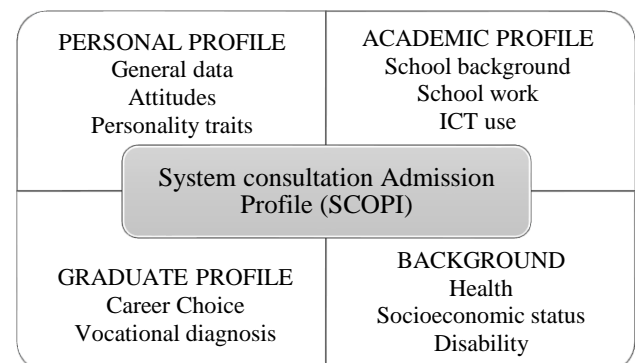 PERSONAL PROFILE
General data
Attitudes
Personality traits
ACADEMIC PROFILE
School background
School work
ICT use
System consultation Admission
Profile (SCOPI)
GRADUATE PROFILE
Career Choice
Vocational diagnosis
BACKGROUND
Health
Socioeconomic status
Disability